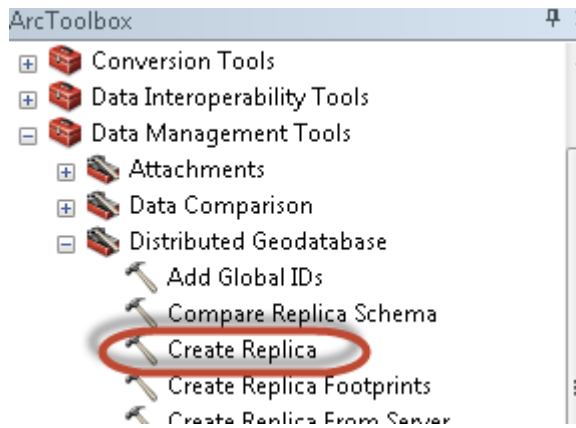 ArcToolbox
Conversion Tools
Data Interoperability Tools
Data Management Tools
Attachments
Data Comparison
Distributed Geodatabase
Add Global IDs
Compare Replica Schema
Create Replica
Create Replica Footprints
Create Replica From Server